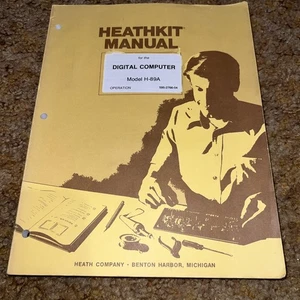 HEATHKIT
MANUAL
for the
DIGITAL COMPUTER
Model H-89A
OPERATION
HEATH COMPANY • BENTON HARBOR, MICHIGAN